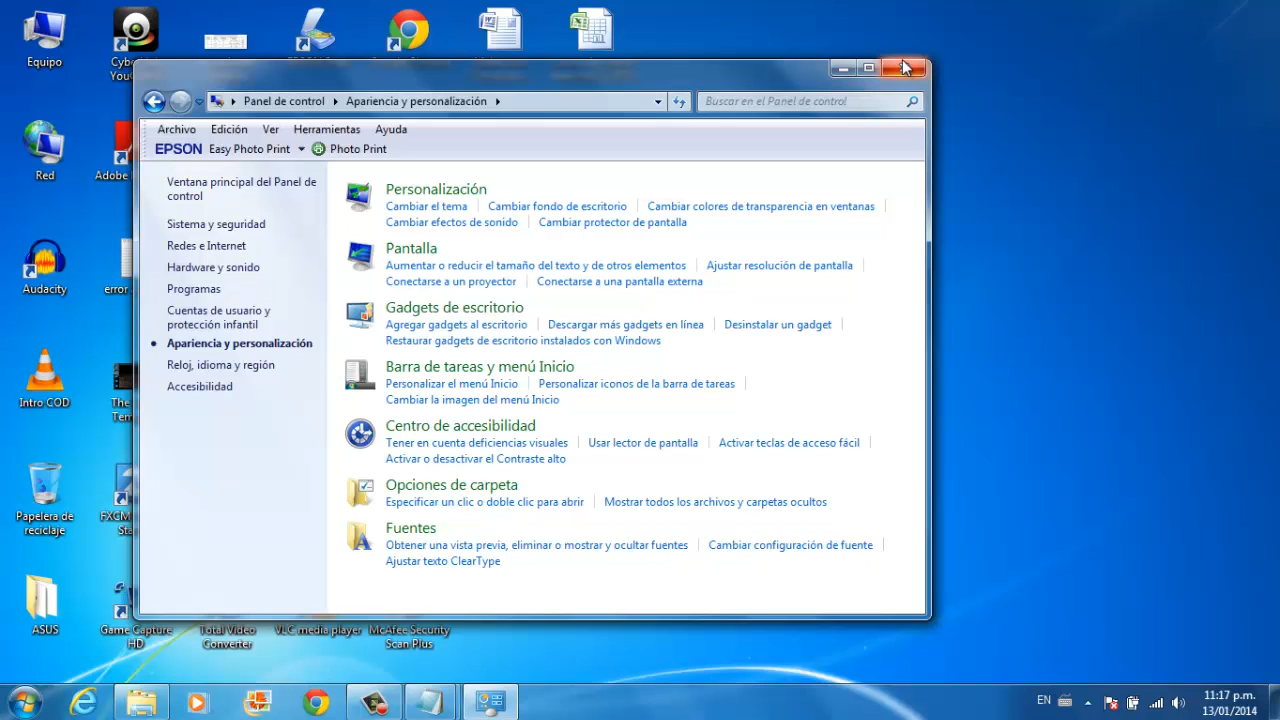 Equipo
Cyb
YouC
Panel de control
Apariencia y personalización
Buscar en el Panel de control
Archivo Edición Ver Herramientas Ayuda
EPSON Easy Photo Print Photo Print
Red
Adobe
Ventana principal del Panel de
control
Sistema y seguridad
Redes e Internet
Hardware y sonido
Programas
Cuentas de usuario y
protección infantil
Apariencia y personalización
Reloj, idioma y región
Accesibilidad
Personalización
Cambiar el tema Cambiar fondo de escritorio Cambiar colores de transparencia en ventanas
Cambiar efectos de sonido Cambiar protector de pantalla
Pantalla
Aumentar o reducir el tamaño del texto y de otros elementos Ajustar resolución de pantalla
Conectarse a un proyector Conectarse a una pantalla externa
Gadgets de escritorio
Agregar gadgets al escritorio Descargar más gadgets en línea Desinstalar un gadget
Restaurar gadgets de escritorio instalados con Windows
Barra de tareas y menú Inicio
Personalizar el menú Inicio Personalizar iconos de la barra de tareas
Cambiar la imagen del menú Inicio
Centro de accesibilidad
Tener en cuenta deficiencias visuales Usar lector de pantalla Activar teclas de acceso fácil
Activar o desactivar el Contraste alto
Opciones de carpeta
Especificar un clic o doble clic para abrir Mostrar todos los archivos y carpetas ocultos
Fuentes
Obtener una vista previa, eliminar o mostrar y ocultar fuentes Cambiar configuración de fuente
Ajustar texto ClearType
Audacity
error
Intro COD
The
Tem
Papelera de
reciclaje
FXCM
Sta
ASUS
Game Capture
HD
Total Video
Converter
VLC media player
McAfee Security
Scan Plus
EN
11:17 p.m.
13/01/2014